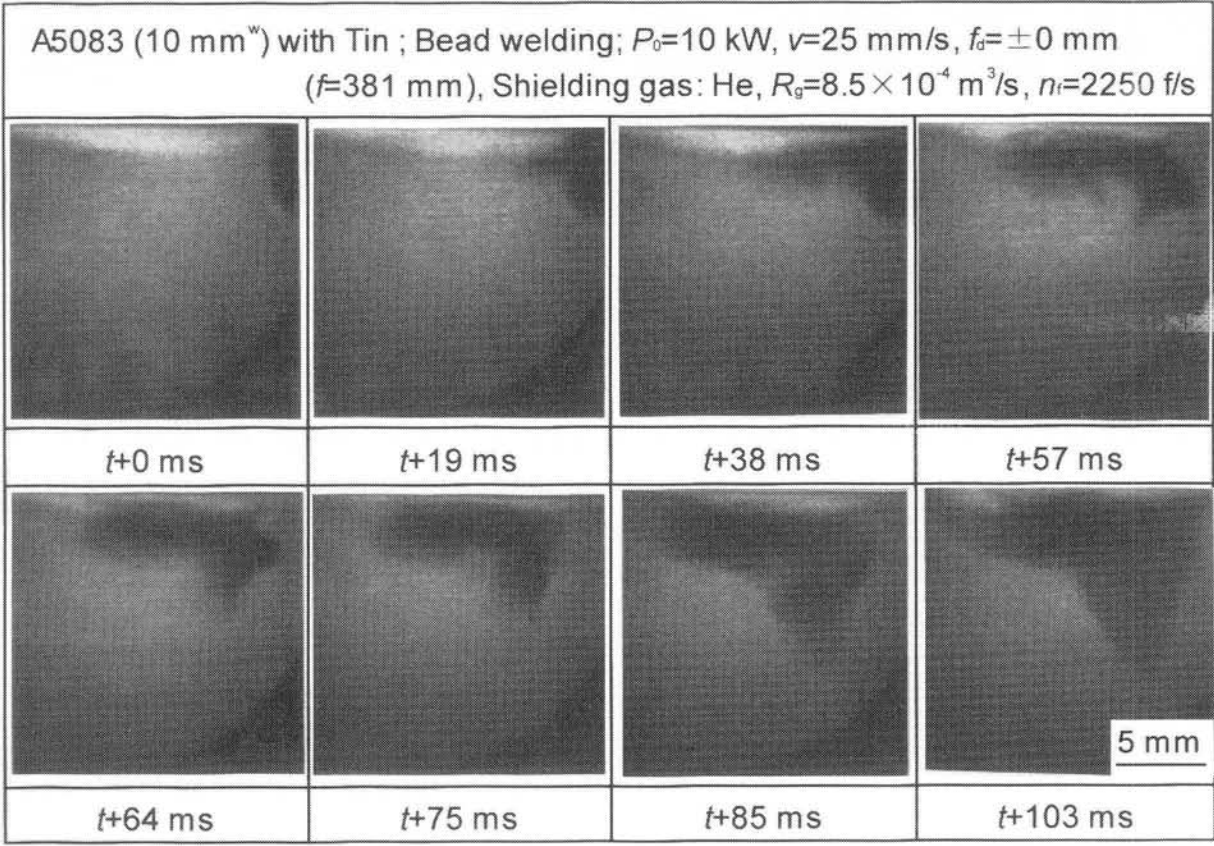 A5083 (10 mmʷ) with Tin ; Bead welding; P₀=10 kW, v=25 mm/s, f_d=±0 mm
(f=381 mm), Shielding gas: He, R_g=8.5×10⁻⁴ m³/s, n_f=2250 f/s
t+0 ms t+19 ms t+38 ms t+57 ms
5 mm
t+64 ms t+75 ms t+85 ms t+103 ms